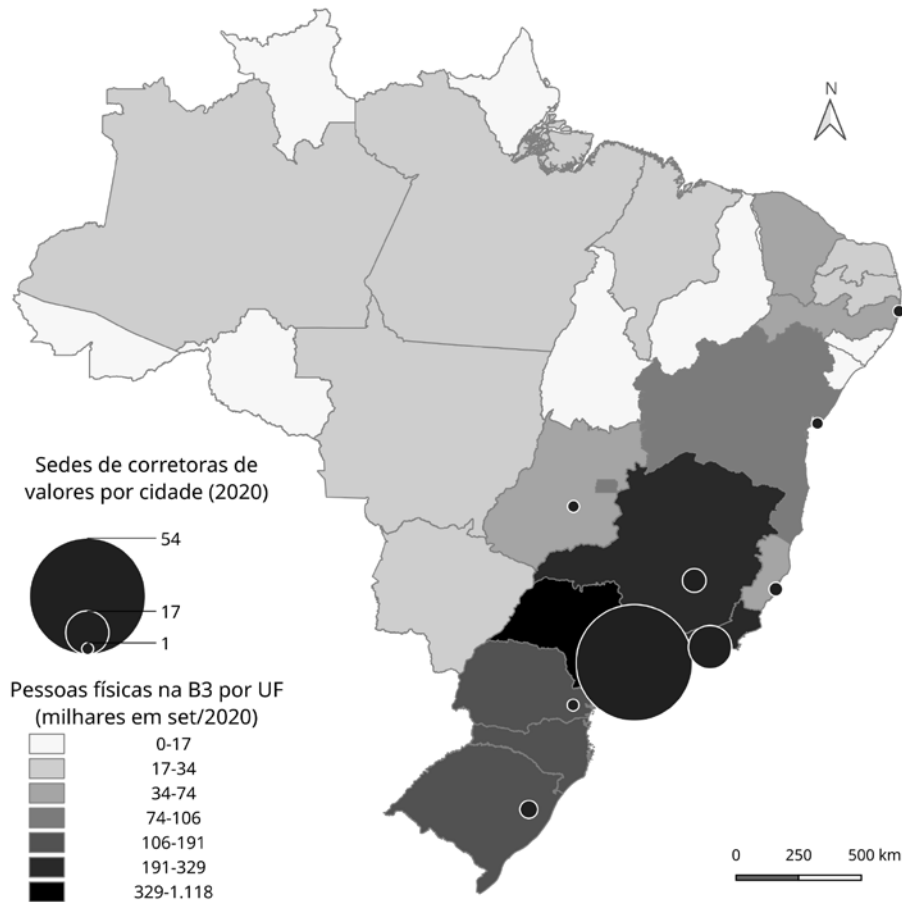 N
Sedes de corretoras de
valores por cidade (2020)
54
17
1
Pessoas físicas na B3 por UF
(milhares em set/2020)
0-17
17-34
34-74
74-106
106-191
191-329
329-1.118
0 250 500 km